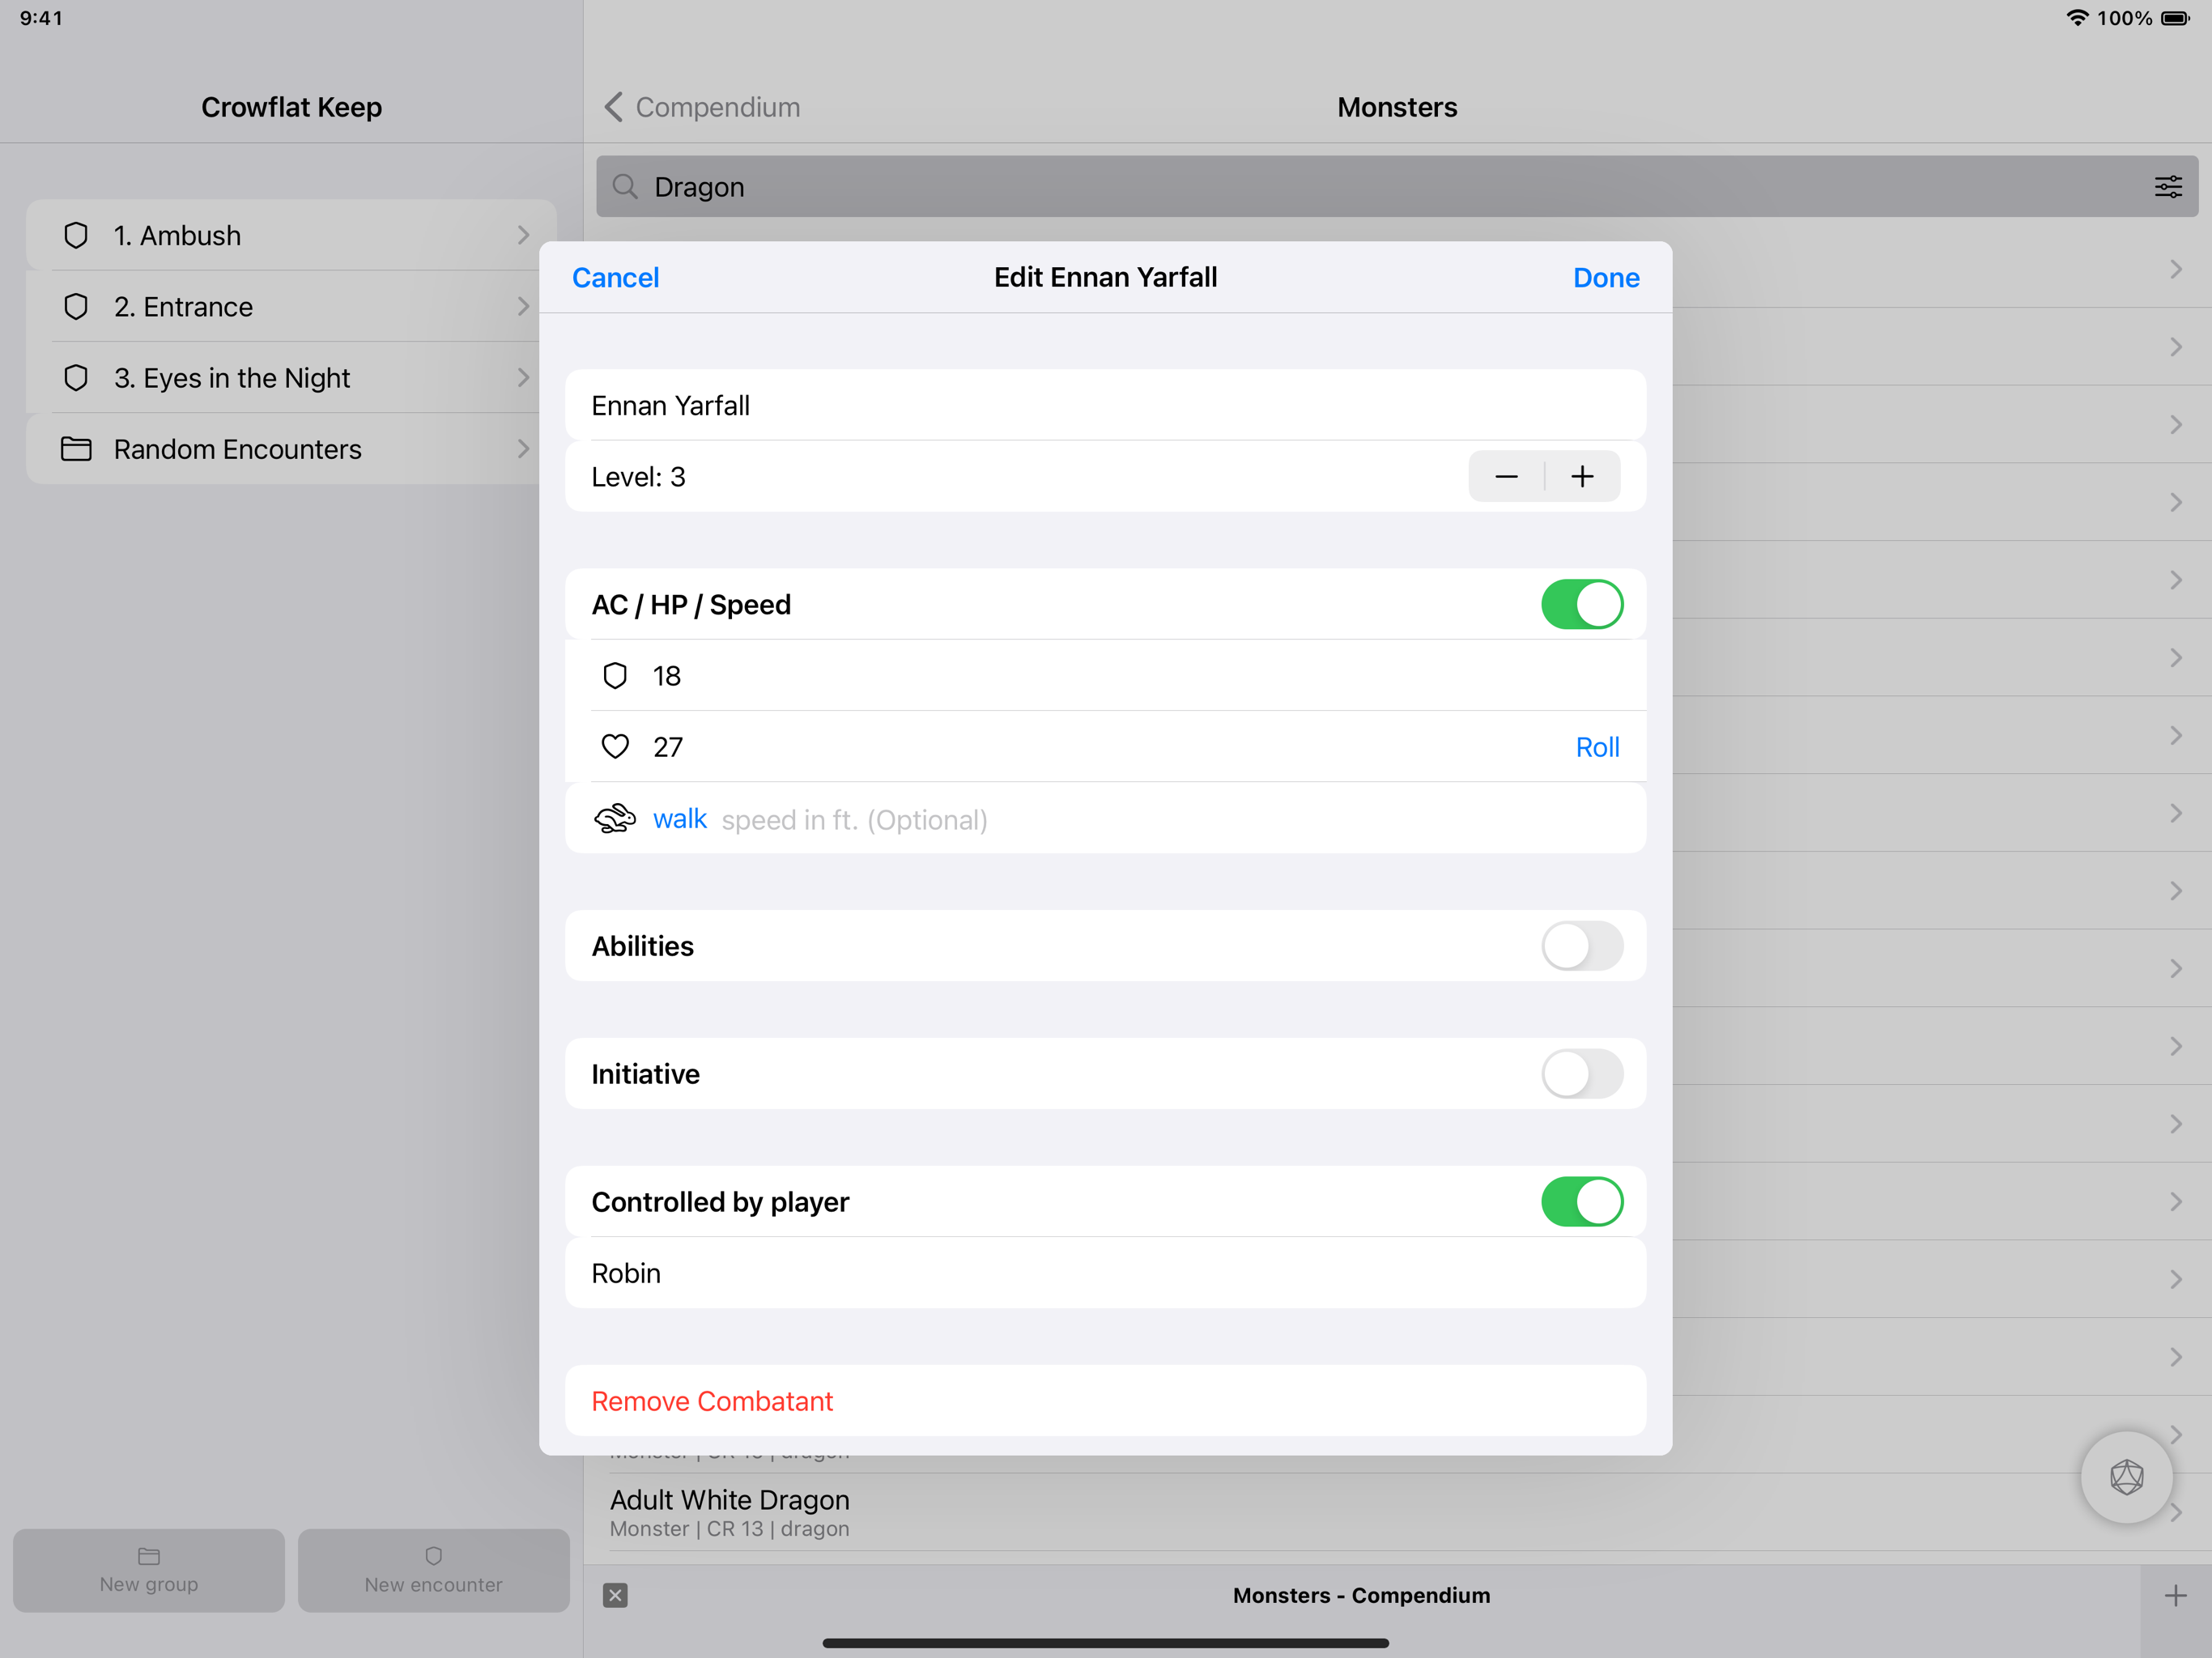 9:41
100%
Crowflat Keep
Compendium
Monsters
Dragon
1. Ambush
2. Entrance
3. Eyes in the Night
Random Encounters
Cancel
Edit Ennan Yarfall
Done
Ennan Yarfall
Level: 3
AC / HP / Speed
18
27
Roll
walk speed in ft. (Optional)
Abilities
Initiative
Controlled by player
Robin
Remove Combatant
Adult White Dragon
Monster | CR 13 | dragon
New group
New encounter
Monsters - Compendium